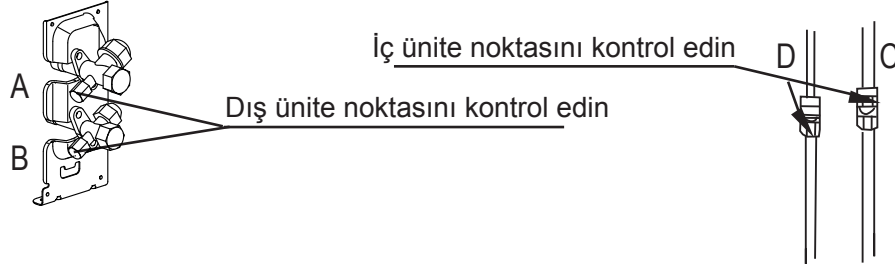 İç ünite noktasını kontrol edin
D
C
A
Dış ünite noktasını kontrol edin
B